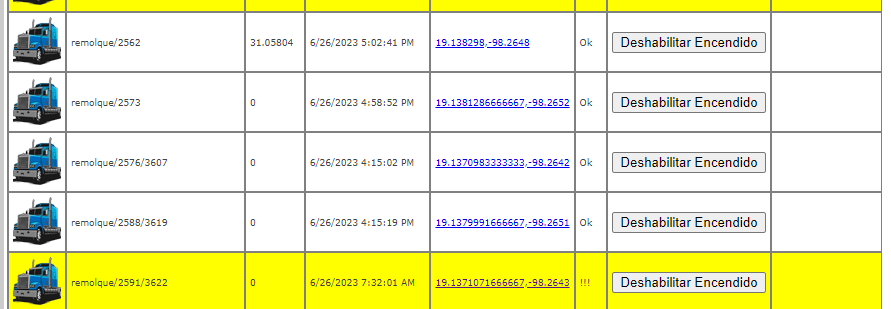 remolque/2562 31.05804 6/26/2023 5:02:41 PM 19.138298,-98.2648 Ok Deshabilitar Encendido
remolque/2573 0 6/26/2023 4:58:52 PM 19.1381286666667,-98.2652 Ok Deshabilitar Encendido
remolque/2576/3607 0 6/26/2023 4:15:02 PM 19.1370983333333,-98.2642 Ok Deshabilitar Encendido
remolque/2588/3619 0 6/26/2023 4:15:19 PM 19.1379991666667,-98.2651 Ok Deshabilitar Encendido
remolque/2591/3622 0 6/26/2023 7:32:01 AM 19.1371071666667,-98.2643 !!! Deshabilitar Encendido